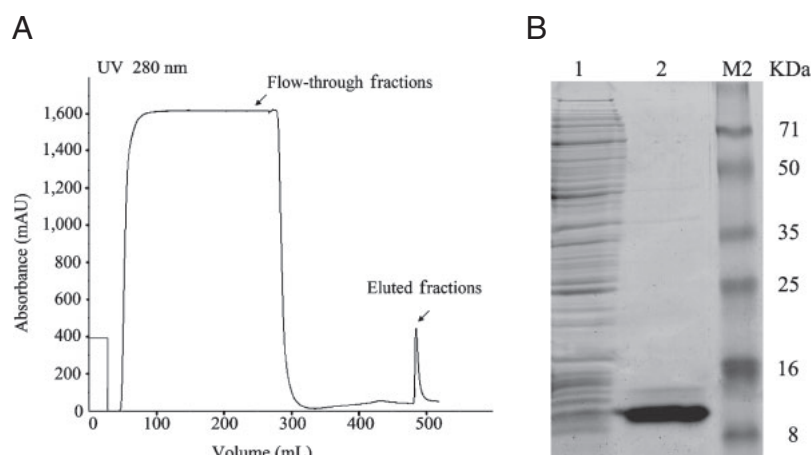 A
UV 280 nm
Flow-through fractions
1,600
1,400
1,200
1,000
800
600
400
200
0
Absorbance (mAU)
Eluted fractions
0 100 200 300 400 500
Volume (mL)
B
1 2 M2 KDa
71
50
35
25
16
8